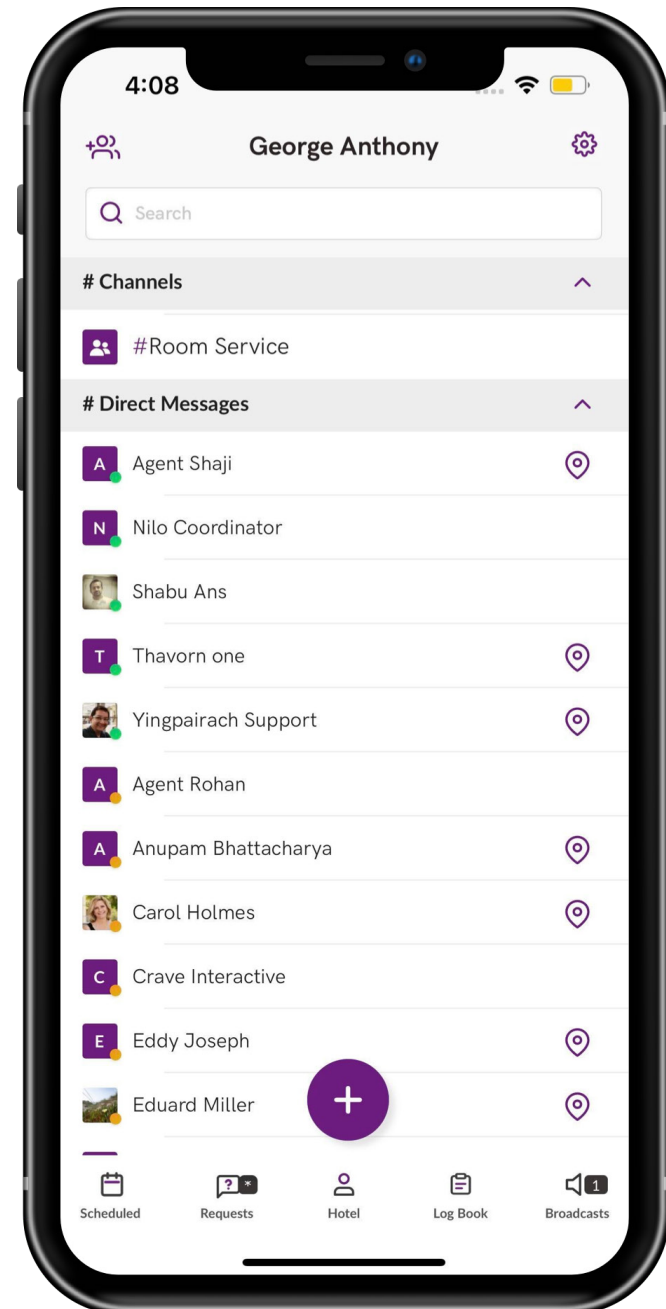 4:08
George Anthony
Search
# Channels
#Room Service
# Direct Messages
A Agent Shaji
N Nilo Coordinator
Shabu Ans
T Thavorn one
Yingpairach Support
A Agent Rohan
A Anupam Bhattacharya
Carol Holmes
C Crave Interactive
E Eddy Joseph
Eduard Miller
? * 1
Scheduled Requests Hotel Log Book Broadcasts